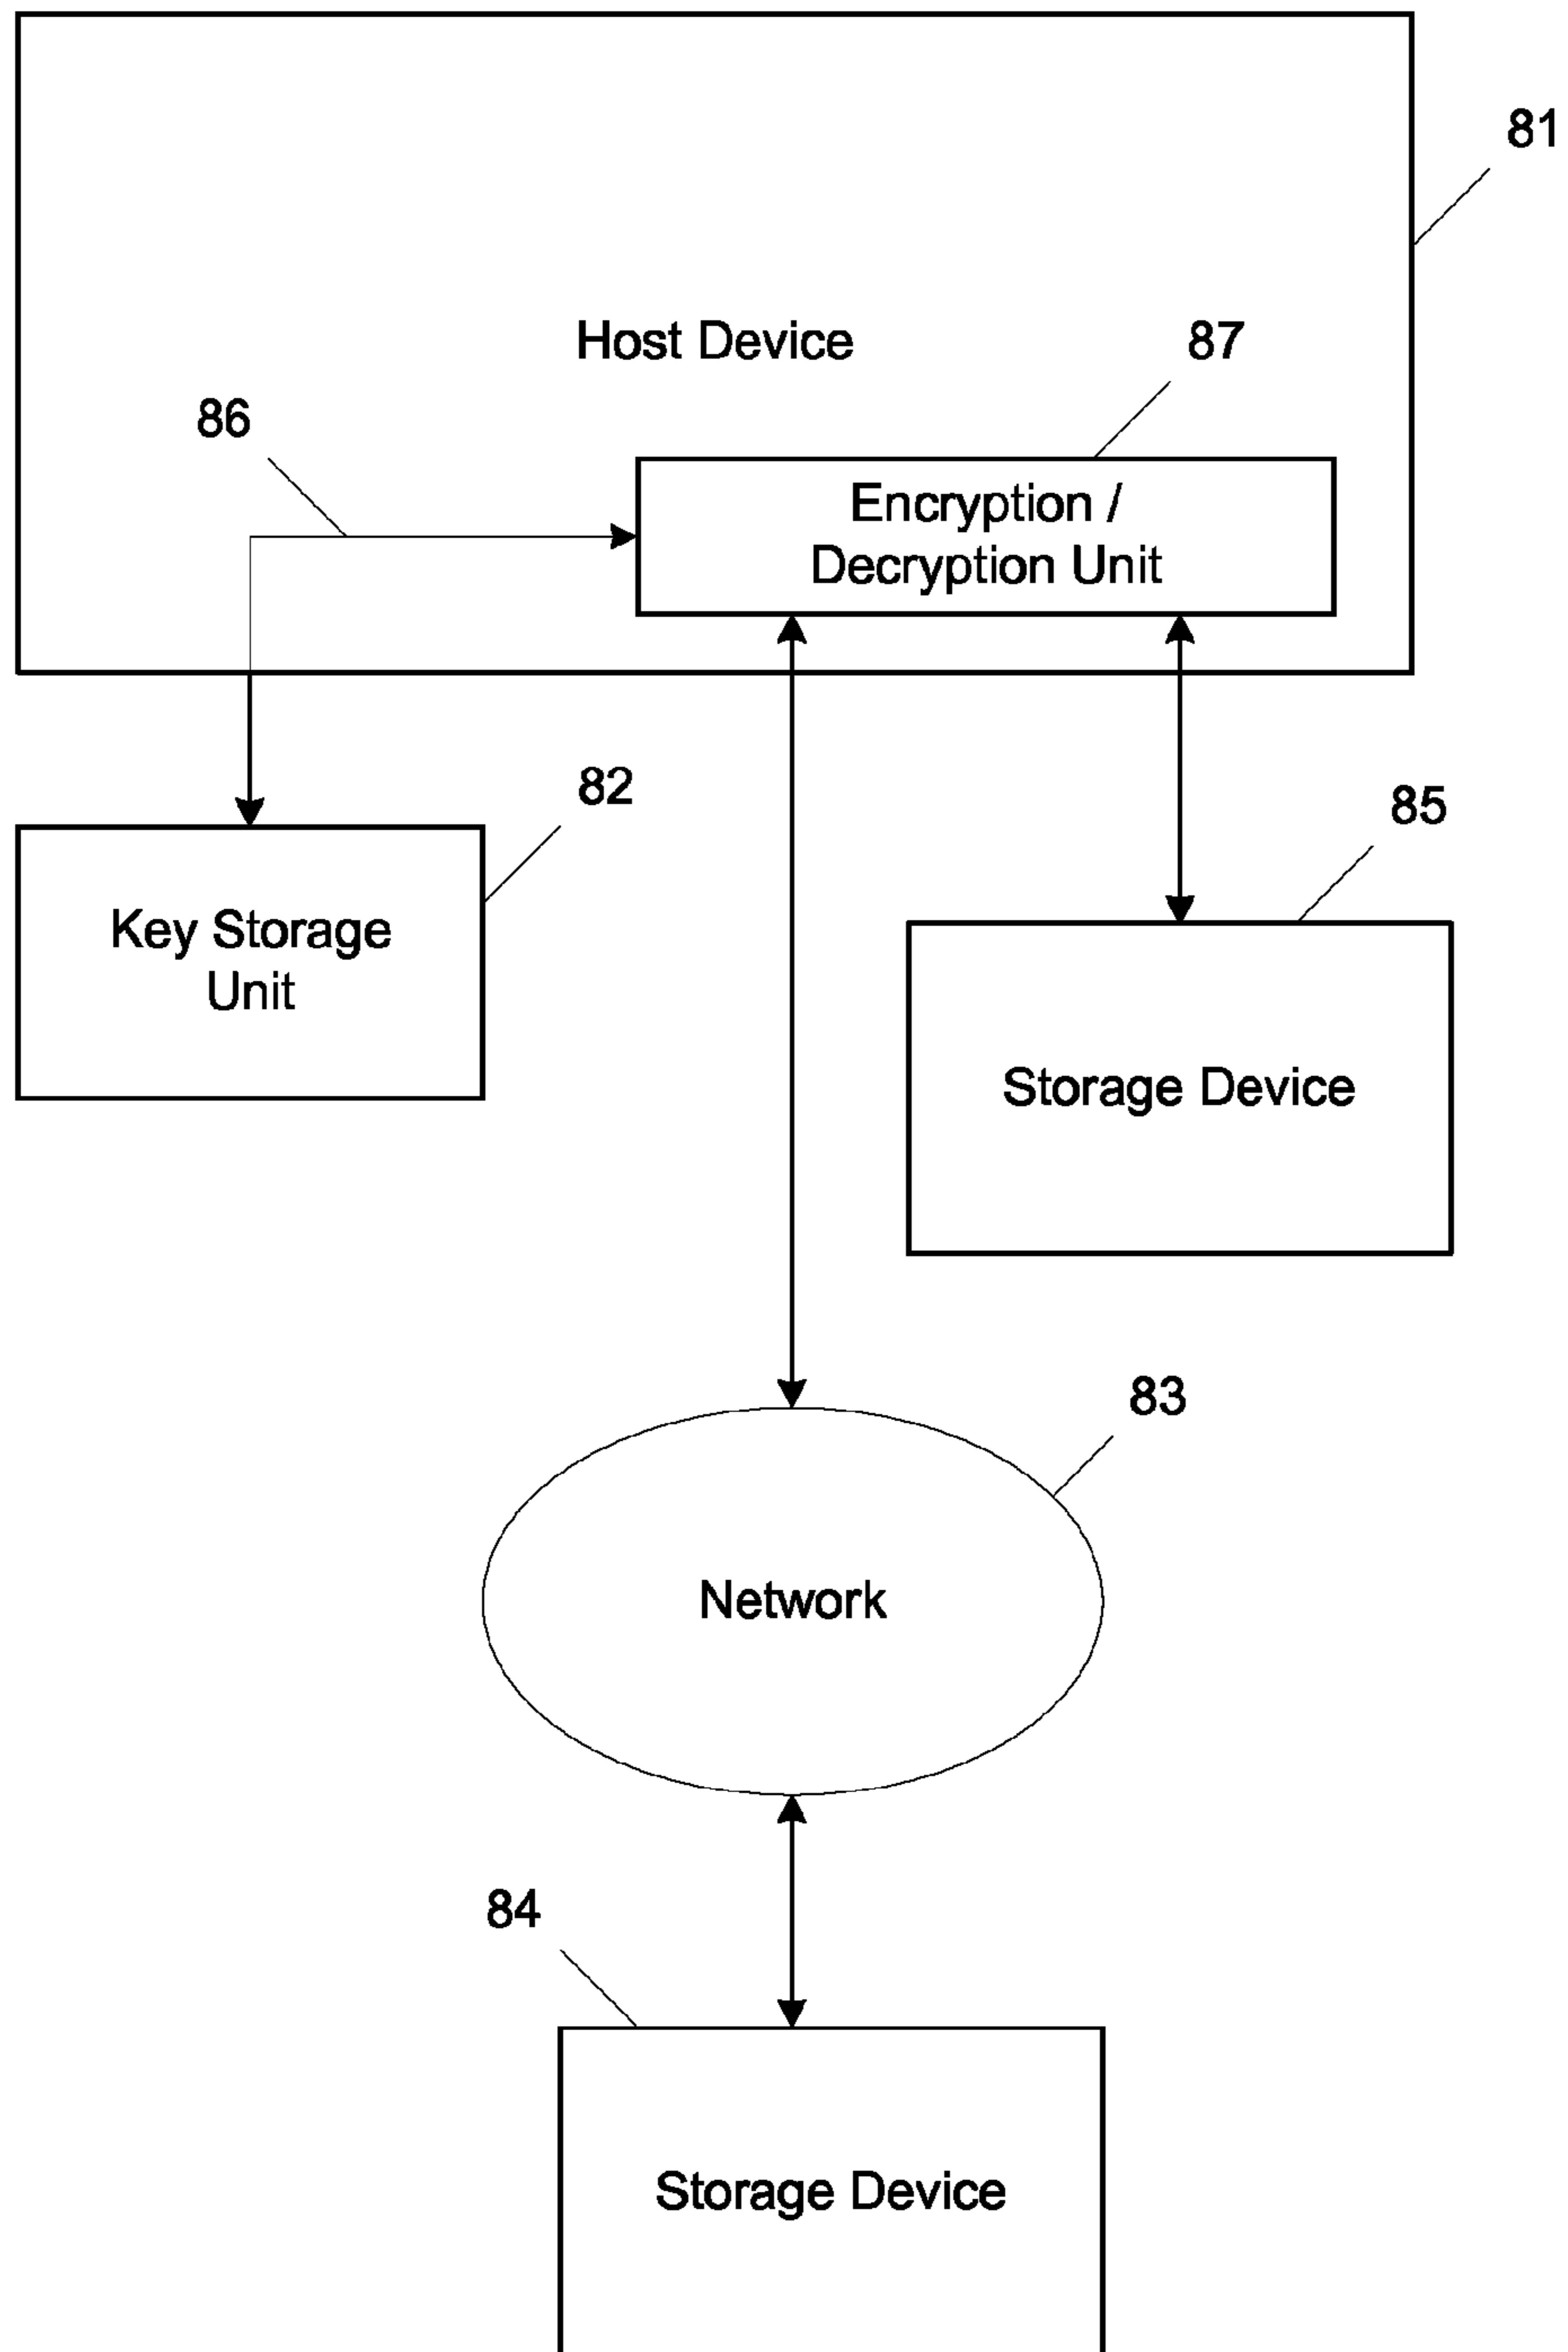 81
Host Device
87
86
Encryption /
Decryption Unit
82
85
Key Storage
Unit
Storage Device
83
Network
84
Storage Device